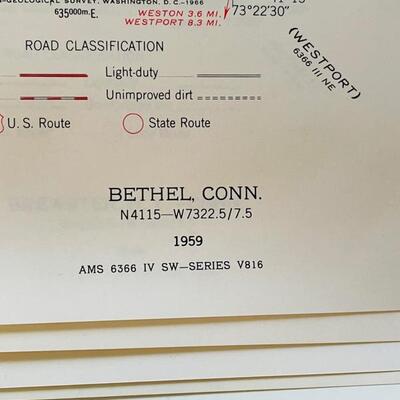 GEOLOGICAL SURVEY, WASHINGTON, D. C.—1966
635000m.E.
WESTON 3.6 MI.
WESTPORT 8.3 MI.
73°22'30"
(WESTPORT)
6366 III NE
ROAD CLASSIFICATION
Light-duty
Unimproved dirt
U. S. Route
State Route
BETHEL, CONN.
N4115—W7322.5/7.5
1959
AMS 6366 IV SW—SERIES V816